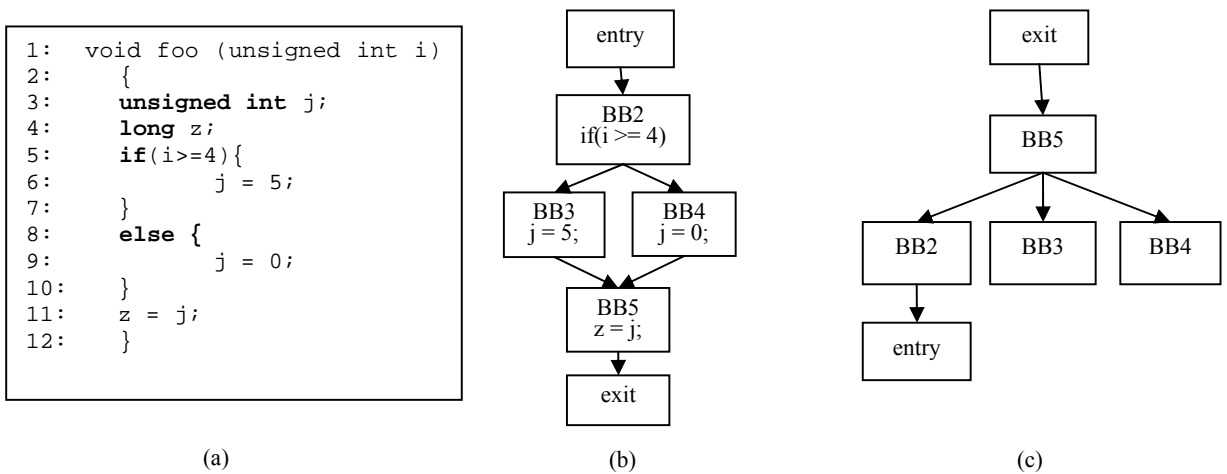 1: void foo (unsigned int i)
2: {
3: unsigned int j;
4: long z;
5: if(i>=4){
6: j = 5;
7: }
8: else {
9: j = 0;
10: }
11: z = j;
12: }
(a)
entry
BB2
if(i >= 4)
BB3
j = 5;
BB4
j = 0;
BB5
z = j;
exit
(b)
exit
BB5
BB2
BB3
BB4
entry
(c)